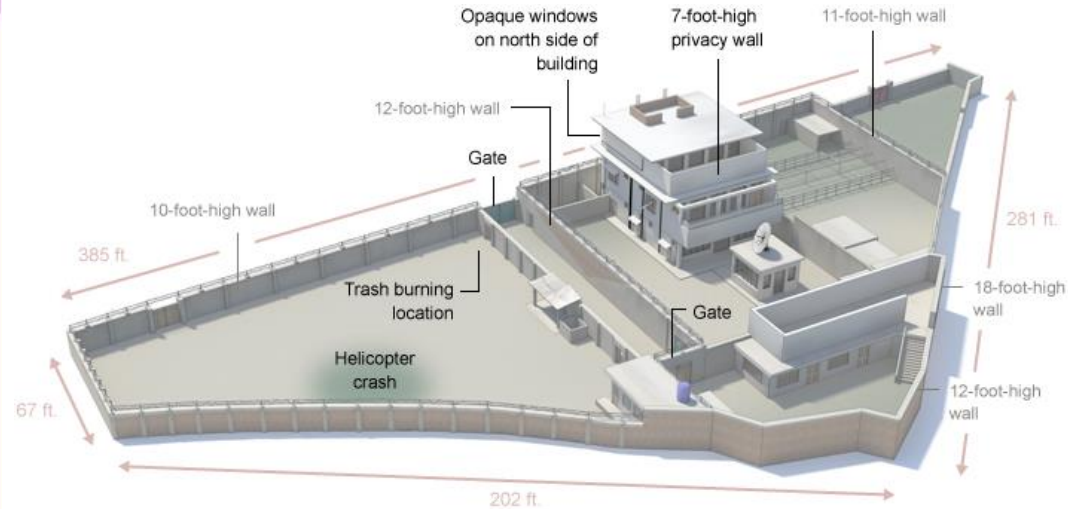 Opaque windows
on north side of
building
7-foot-high
privacy wall
11-foot-high wall
12-foot-high wall
Gate
10-foot-high wall
385 ft.
281 ft.
Trash burning
location
Gate
18-foot-high
wall
Helicopter
crash
67 ft.
12-foot-high
wall
202 ft.